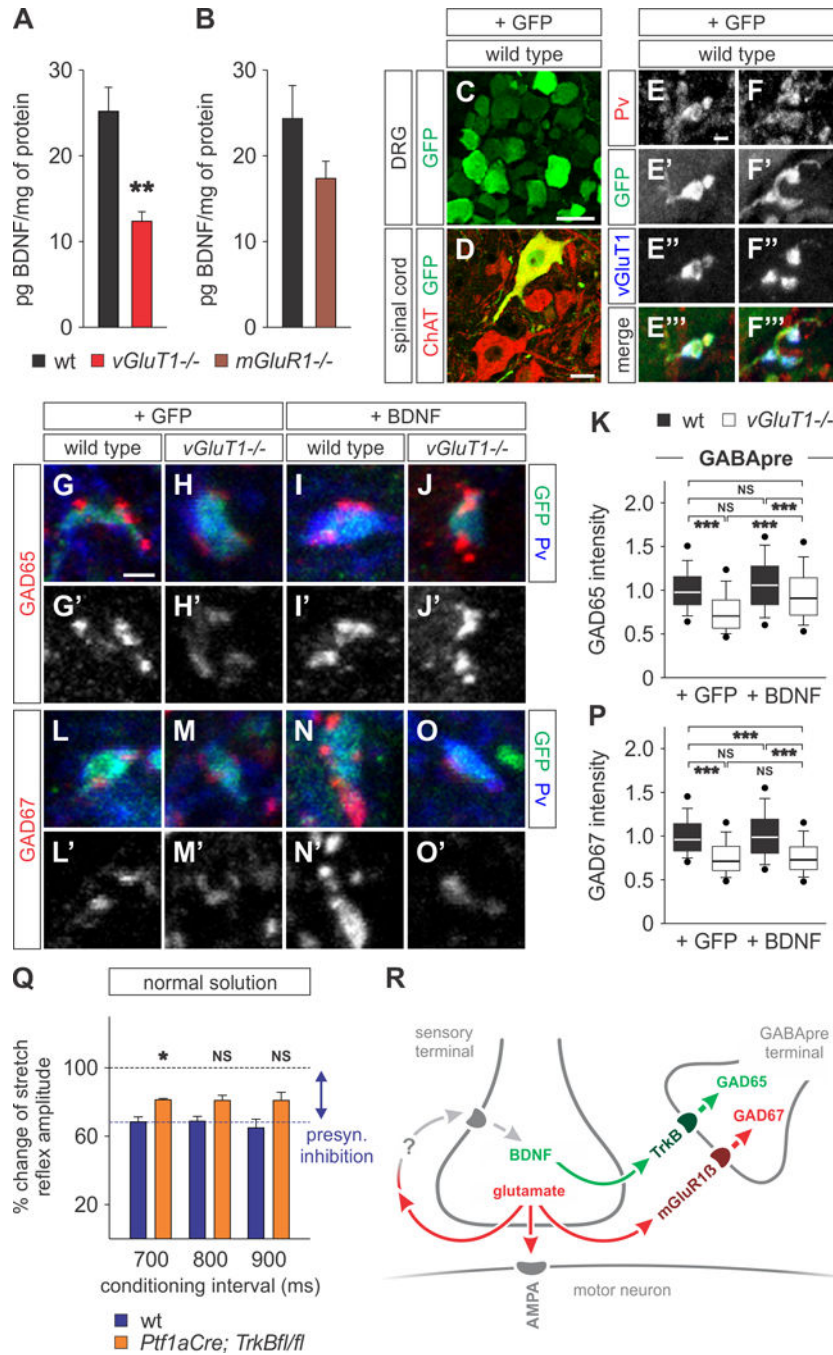 A
B
+ GFP
+ GFP
wild type
wild type
pg BDNF/mg of protein
30
20
10
0
**
pg BDNF/mg of protein
30
20
10
0
wt
vGluT1-/-
mGluR1-/-
DRG
GFP
C
spinal cord
ChAT GFP
D
E
F
Pv
E'
F'
GFP
E''
F''
vGluT1
E'''
F'''
merge
+ GFP
+ BDNF
wild type
vGluT1-/-
wild type
vGluT1-/-
GAD65
G
H
I
J
GFP Pv
G'
H'
I'
J'
GAD67
L
M
N
O
GFP Pv
L'
M'
N'
O'
K
wt
vGluT1-/-
GABApre
GAD65 intensity
2.0
1.5
1.0
0.5
0
NS
NS
***
***
***
+ GFP
+ BDNF
P
GAD67 intensity
2.0
1.5
1.0
0.5
0
***
NS
***
***
NS
+ GFP
+ BDNF
Q
normal solution
% change of stretch
reflex amplitude
100
60
20
*
NS
NS
presyn.
inhibition
700
800
900
conditioning interval (ms)
wt
Ptf1aCre; TrkBfl/fl
R
sensory
terminal
GABApre
terminal
GAD65
GAD67
?
BDNF
TrkB
mGluR1ß
glutamate
AMPA
motor neuron